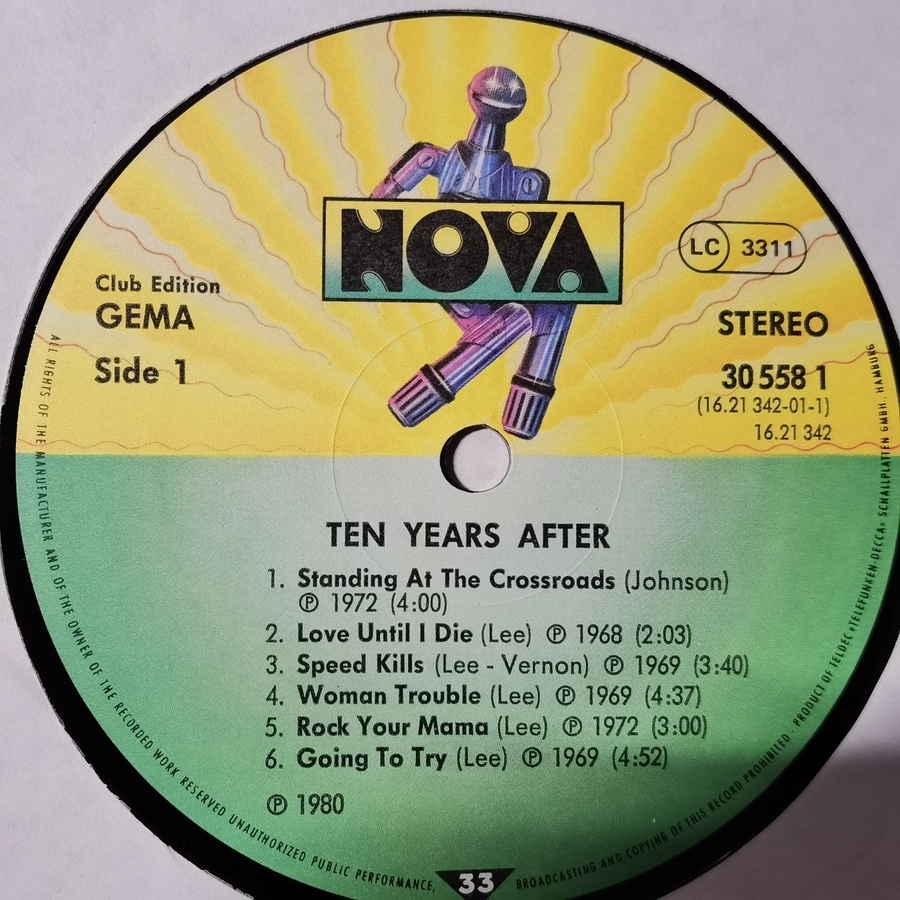 NOVA
LC 3311
Club Edition
GEMA
STEREO
Side 1
30 558 1
(16.21 342-01-1)
16.21 342
TEN YEARS AFTER
1. Standing At The Crossroads (Johnson)
℗ 1972 (4:00)
2. Love Until I Die (Lee) ℗ 1968 (2:03)
3. Speed Kills (Lee - Vernon) ℗ 1969 (3:40)
4. Woman Trouble (Lee) ℗ 1969 (4:37)
5. Rock Your Mama (Lee) ℗ 1972 (3:00)
6. Going To Try (Lee) ℗ 1969 (4:52)
℗ 1980
ALL RIGHTS OF THE MANUFACTURER AND OF THE OWNER OF THE RECORDED WORK RESERVED UNAUTHORIZED PUBLIC PERFORMANCE,
33
BROADCASTING AND COPYING OF THIS RECORD PROHIBITED · PRODUCT OF TELDEC »TELEFUNKEN-DECCA« SCHALLPLATTEN GMBH. HAMBURG